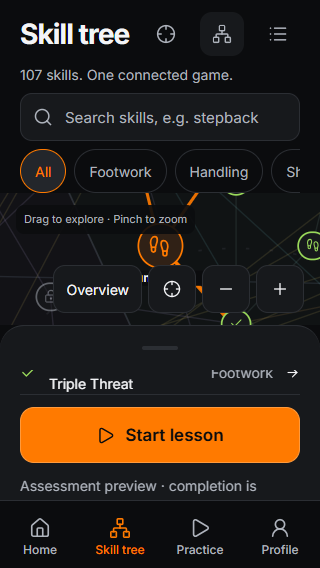 Skill tree
107 skills. One connected game.
Search skills, e.g. stepback
All
Footwork
Handling
Drag to explore · Pinch to zoom
Overview
Footwork
Triple Threat
Start lesson
Assessment preview · completion is
Home
Skill tree
Practice
Profile